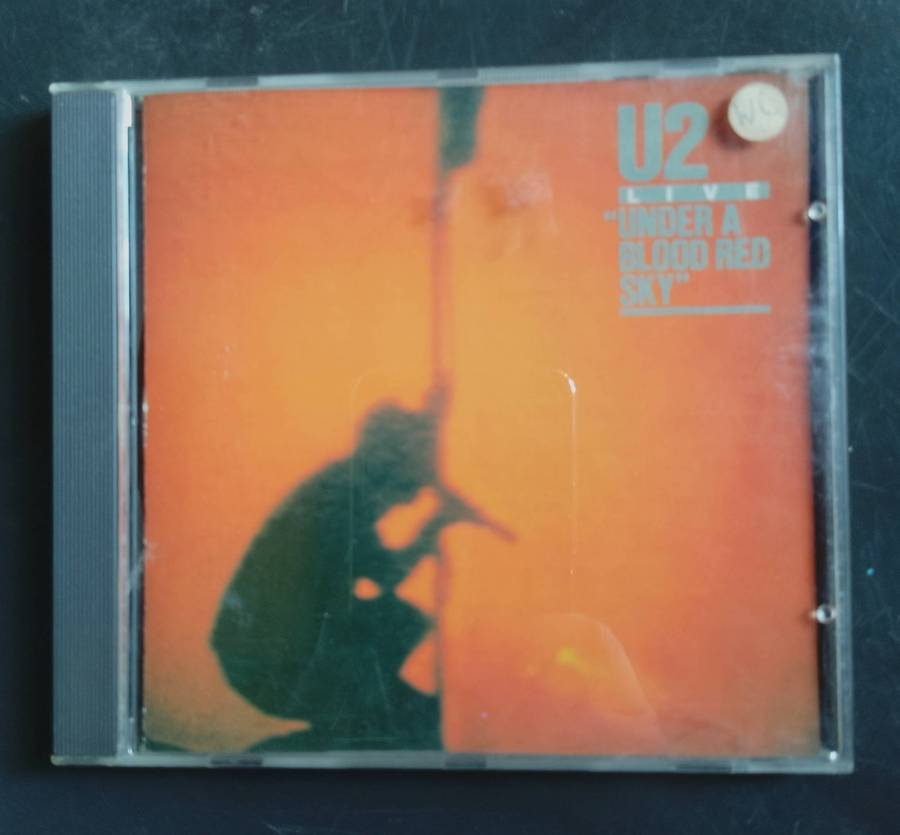 U2
LIVE
"UNDER A
BLOOD RED
SKY"
WC